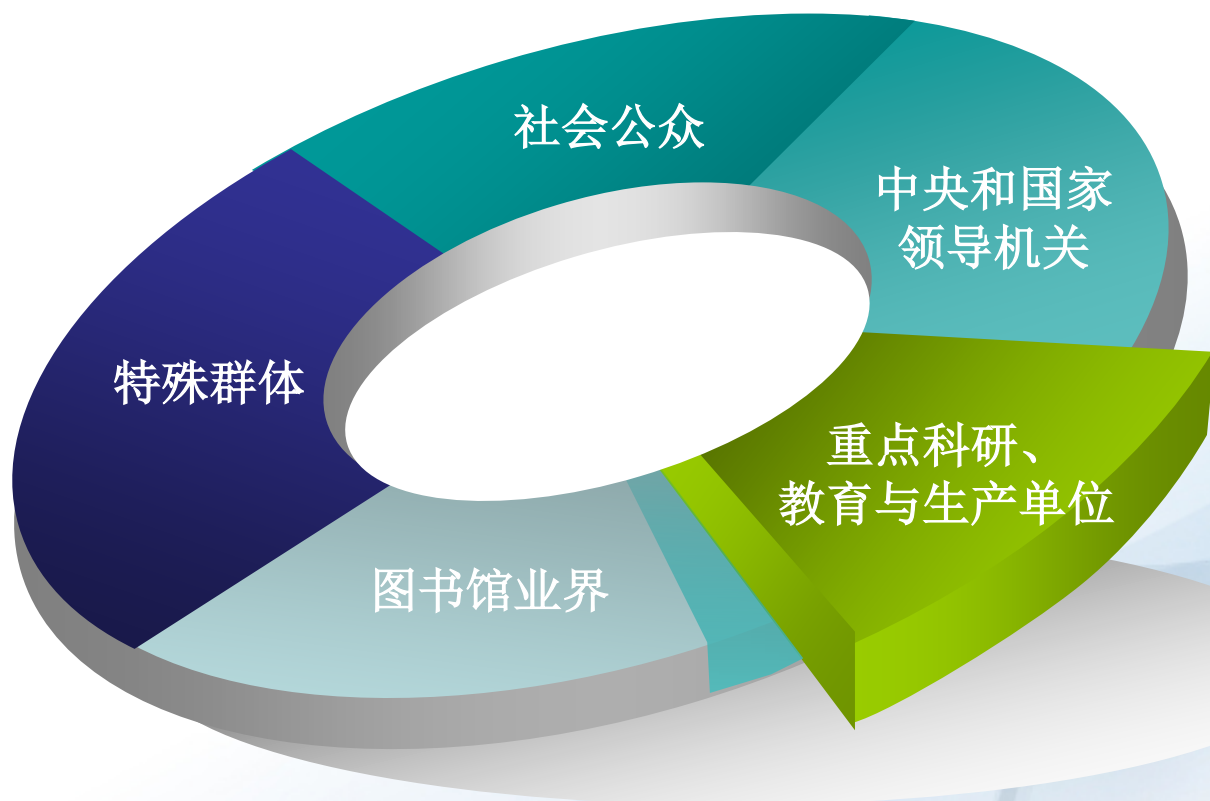 社会公众
中央和国家
领导机关
特殊群体
重点科研、
教育与生产单位
图书馆业界